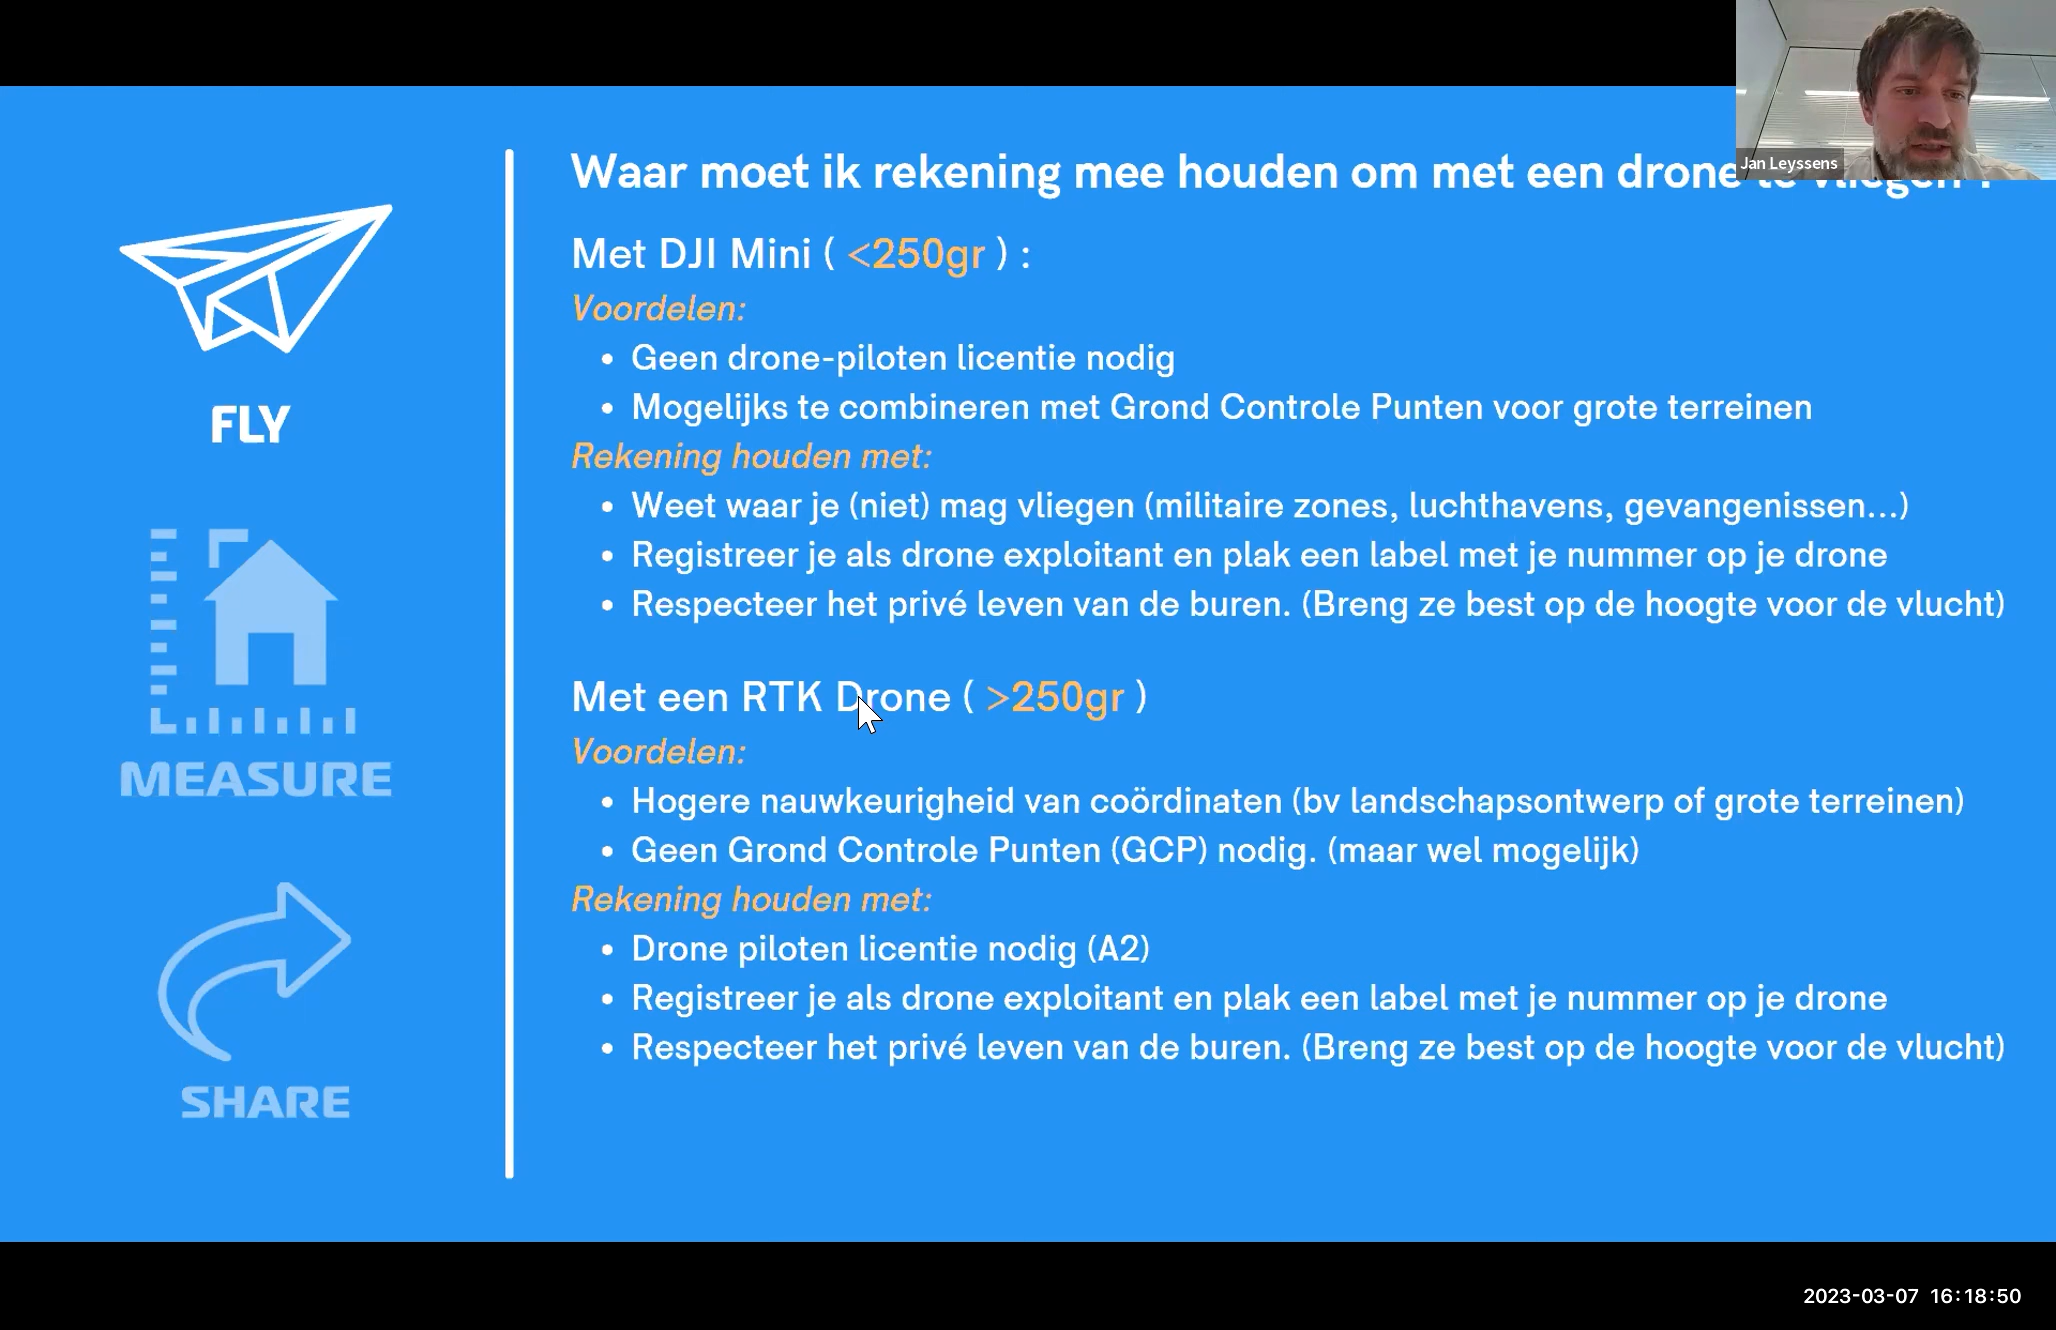 Jan Leyssens
Waar moet ik rekening mee houden om met een drone te vliegen ?
Met DJI Mini ( <250gr ) :
Voordelen:
• Geen drone-piloten licentie nodig
• Mogelijks te combineren met Grond Controle Punten voor grote terreinen
Rekening houden met:
• Weet waar je (niet) mag vliegen (militaire zones, luchthavens, gevangenissen...)
• Registreer je als drone exploitant en plak een label met je nummer op je drone
• Respecteer het privé leven van de buren. (Breng ze best op de hoogte voor de vlucht)
Met een RTK Drone ( >250gr )
Voordelen:
• Hogere nauwkeurigheid van coördinaten (bv landschapsontwerp of grote terreinen)
• Geen Grond Controle Punten (GCP) nodig. (maar wel mogelijk)
Rekening houden met:
• Drone piloten licentie nodig (A2)
• Registreer je als drone exploitant en plak een label met je nummer op je drone
• Respecteer het privé leven van de buren. (Breng ze best op de hoogte voor de vlucht)
FLY
MEASURE
SHARE
2023-03-07 16:18:50